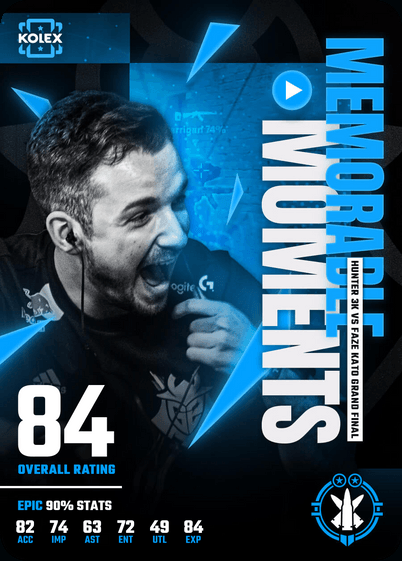 KOLEX
MEMORABLE
MOMENTS
HUNTER 3K VS FAZE KATO GRAND FINAL
logitech
G
84
OVERALL RATING
EPIC 90% STATS
82 74 63 72 49 84
ACC IMP AST ENT UTL EXP